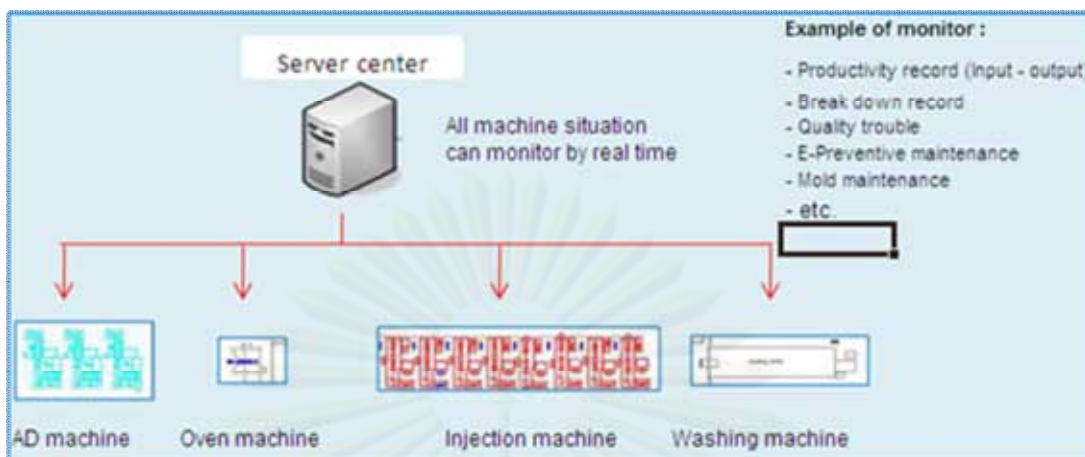 Server center
All machine situation
can monitor by real time
Example of monitor :
- Productivity record (Input - output)
- Break down record
- Quality trouble
- E-Preventive maintenance
- Mold maintenance
- etc.
AD machine
Oven machine
Injection machine
Washing machine